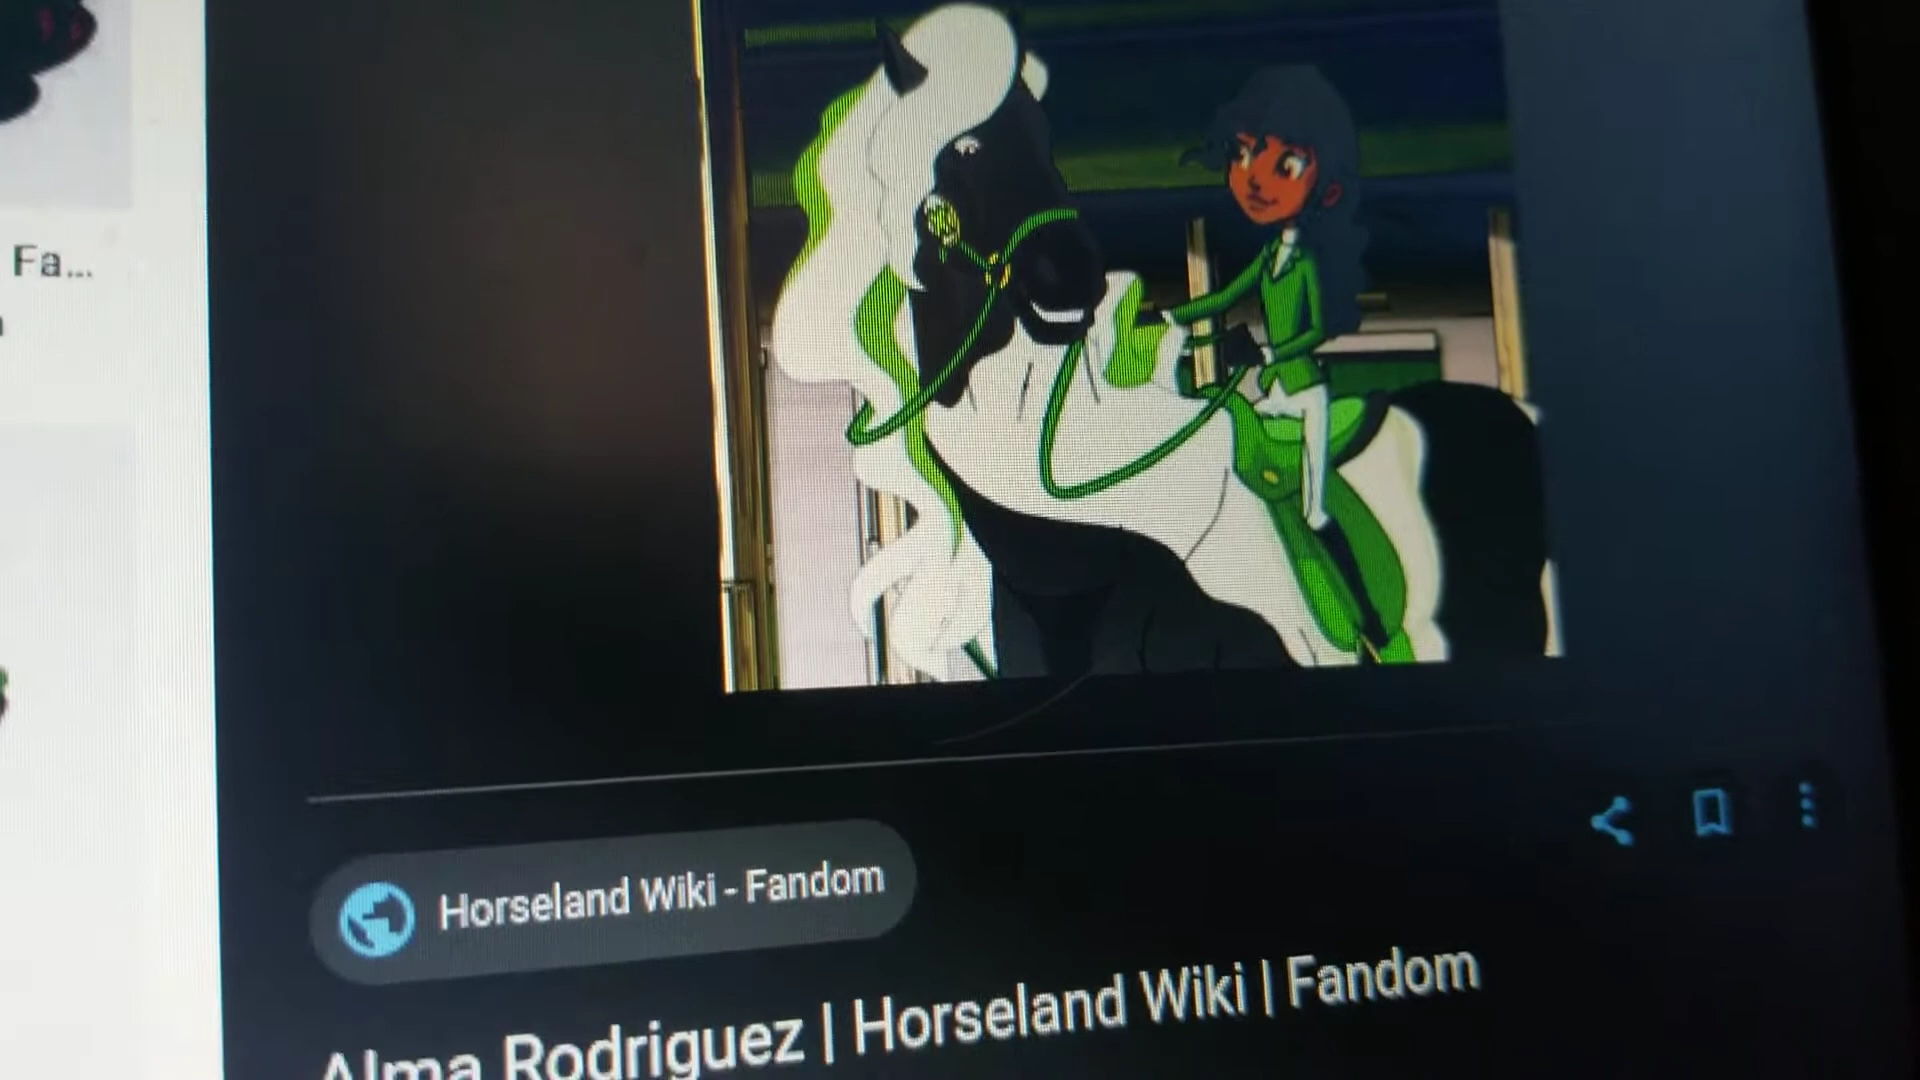 Fa...
Horseland Wiki - Fandom
Alma Rodriguez | Horseland Wiki | Fandom